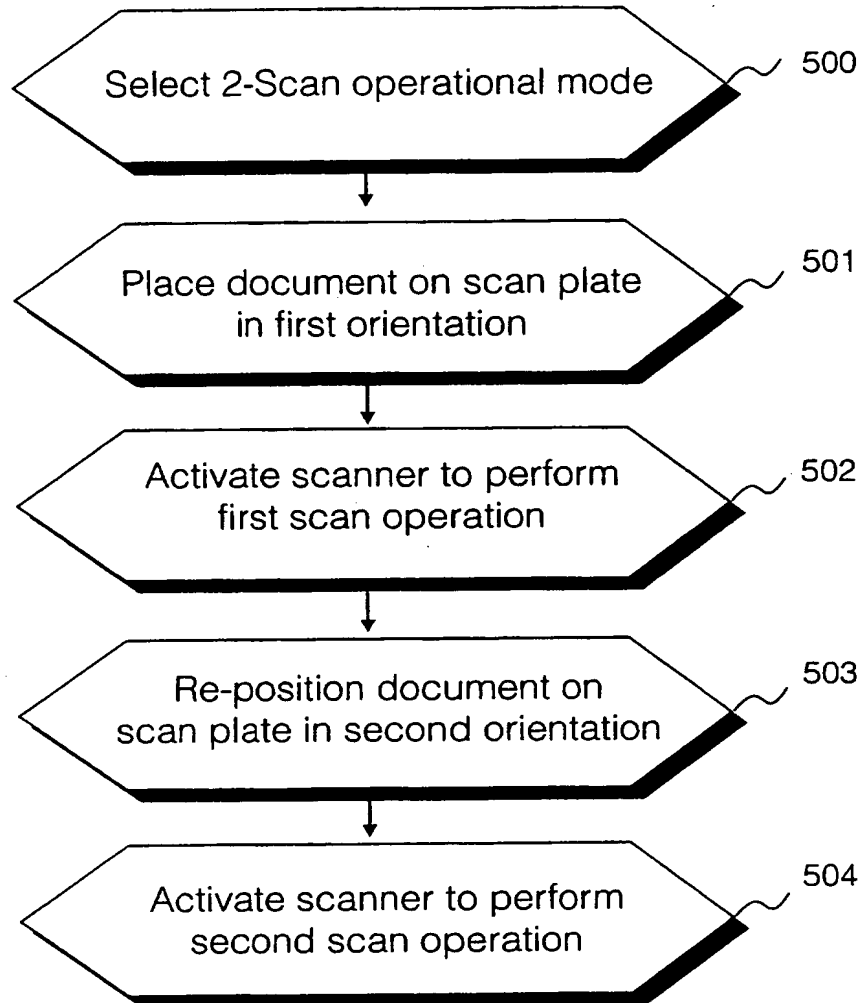 Select 2-Scan operational mode
500
Place document on scan plate
in first orientation
501
Activate scanner to perform
first scan operation
502
Re-position document on
scan plate in second orientation
503
Activate scanner to perform
second scan operation
504